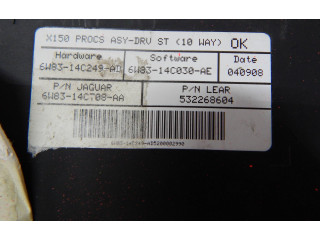 X150 PROCS ASY-DRV ST (10 WAY) OK
Hardware Software Date
6W83-14C249-AD 6W83-14C030-AE 040908
P/N JAGUAR P/N LEAR
6W83-14C708-AA 532268604